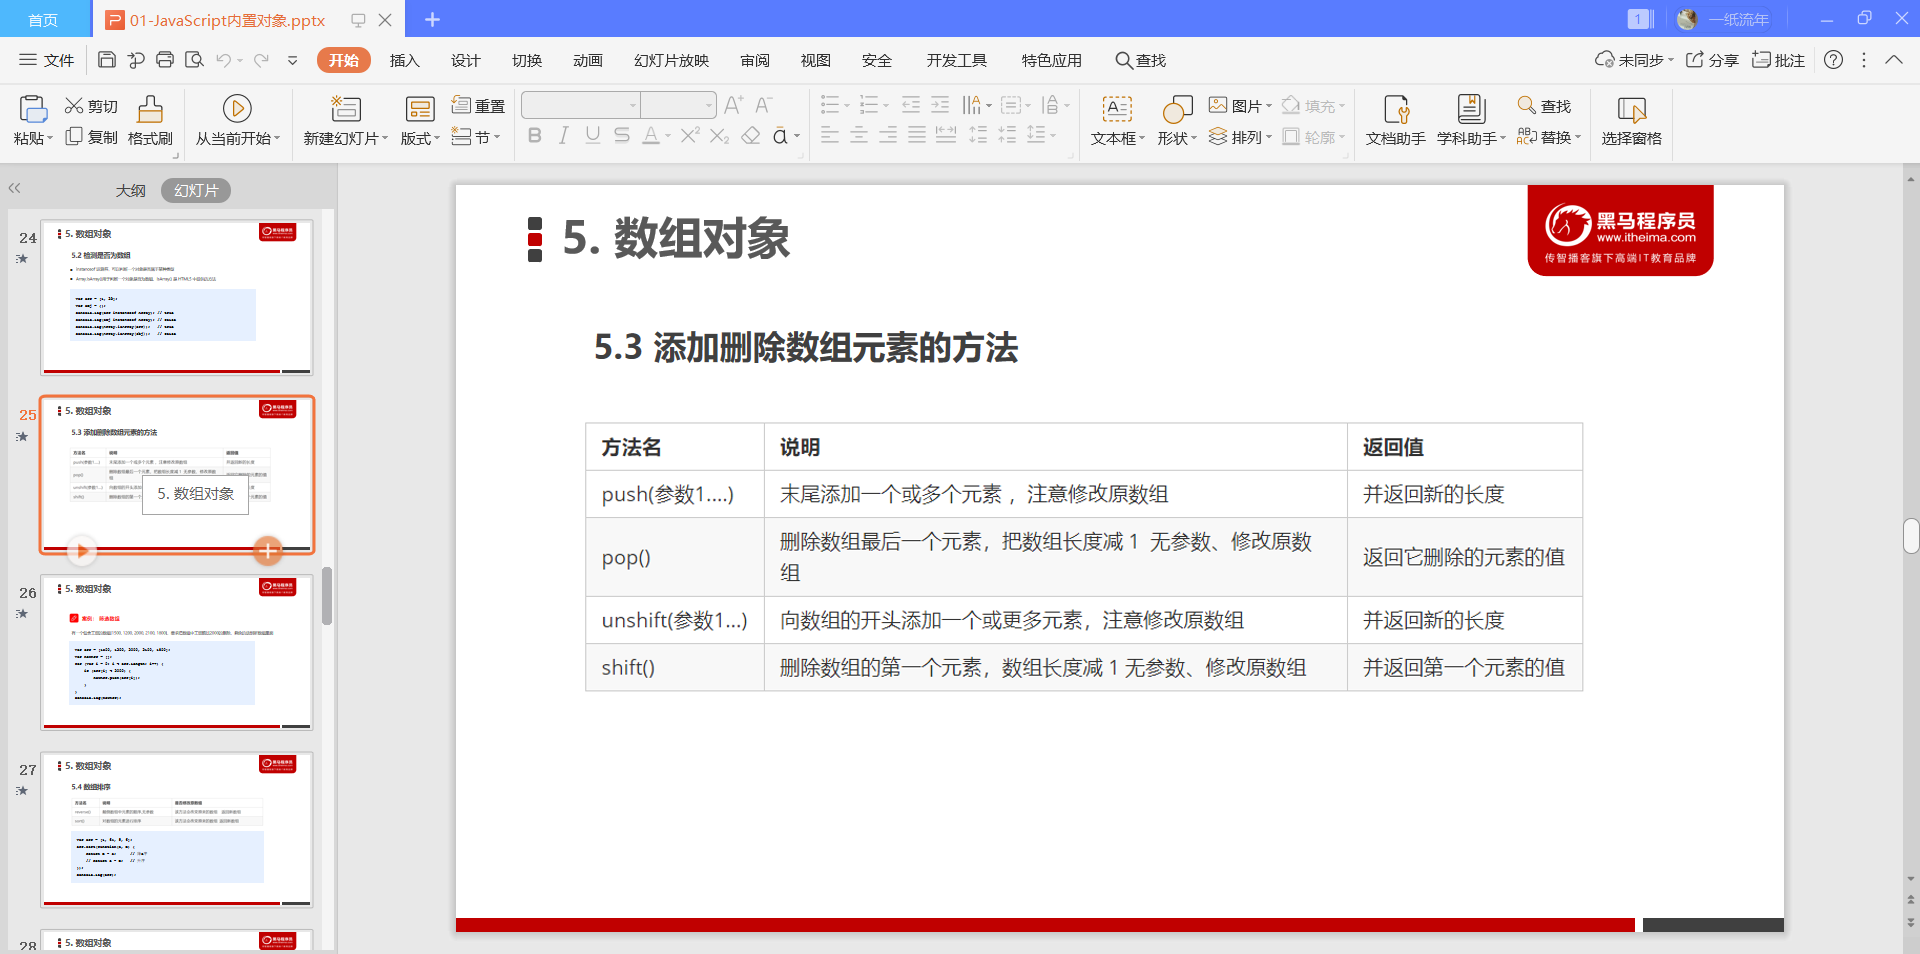 首页
01-JavaScript内置对象.pptx
1
一纸流年
文件
开始
插入
设计
切换
动画
幻灯片放映
审阅
视图
安全
开发工具
特色应用
查找
未同步
分享
批注
粘贴
剪切
复制
格式刷
从当前开始
新建幻灯片
版式
重置
节
文本框
形状
图片
排列
填充
轮廓
文档助手
学科助手
查找
替换
选择窗格
大纲
幻灯片
24
5. 数组对象
5.2 检测是否为数组
25
5. 数组对象
5.3 添加删除数组元素的方法
5. 数组对象
26
5. 数组对象
案例： 筛选数组
27
5. 数组对象
5.4 数组排序
28
5. 数组对象
5. 数组对象
黑马程序员
www.itheima.com
传智播客旗下高端IT教育品牌
5.3 添加删除数组元素的方法
方法名 说明 返回值
push(参数1....) 末尾添加一个或多个元素 ，注意修改原数组 并返回新的长度
pop() 删除数组最后一个元素，把数组长度减 1 无参数、修改原数
组 返回它删除的元素的值
unshift(参数1...) 向数组的开头添加一个或更多元素，注意修改原数组 并返回新的长度
shift() 删除数组的第一个元素，数组长度减 1 无参数、修改原数组 并返回第一个元素的值